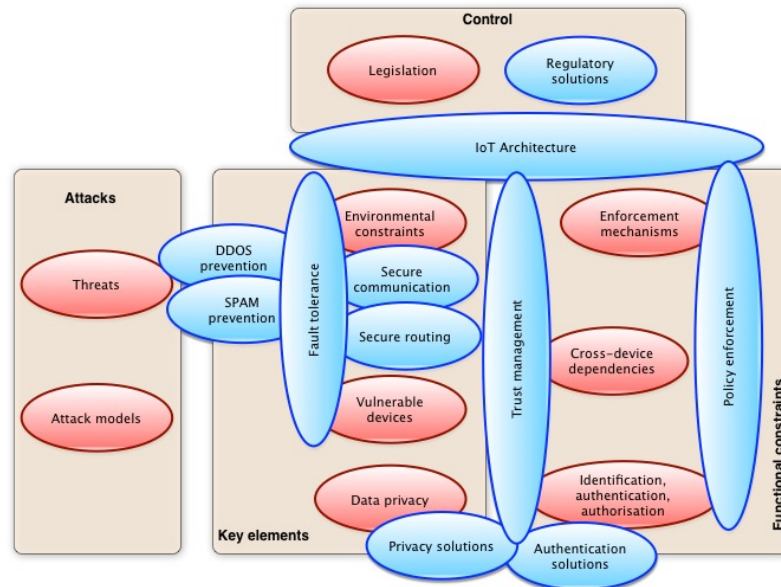 Control
Legislation
Regulatory
solutions
IoT Architecture
Attacks
Threats
Attack models
DDOS
prevention
SPAM
prevention
Fault tolerance
Environmental
constraints
Secure
communication
Secure routing
Vulnerable
devices
Data privacy
Key elements
Privacy solutions
Trust management
Enforcement
mechanisms
Cross-device
dependencies
Identification,
authentication,
authorisation
Authentication
solutions
Policy enforcement
Functional constraints